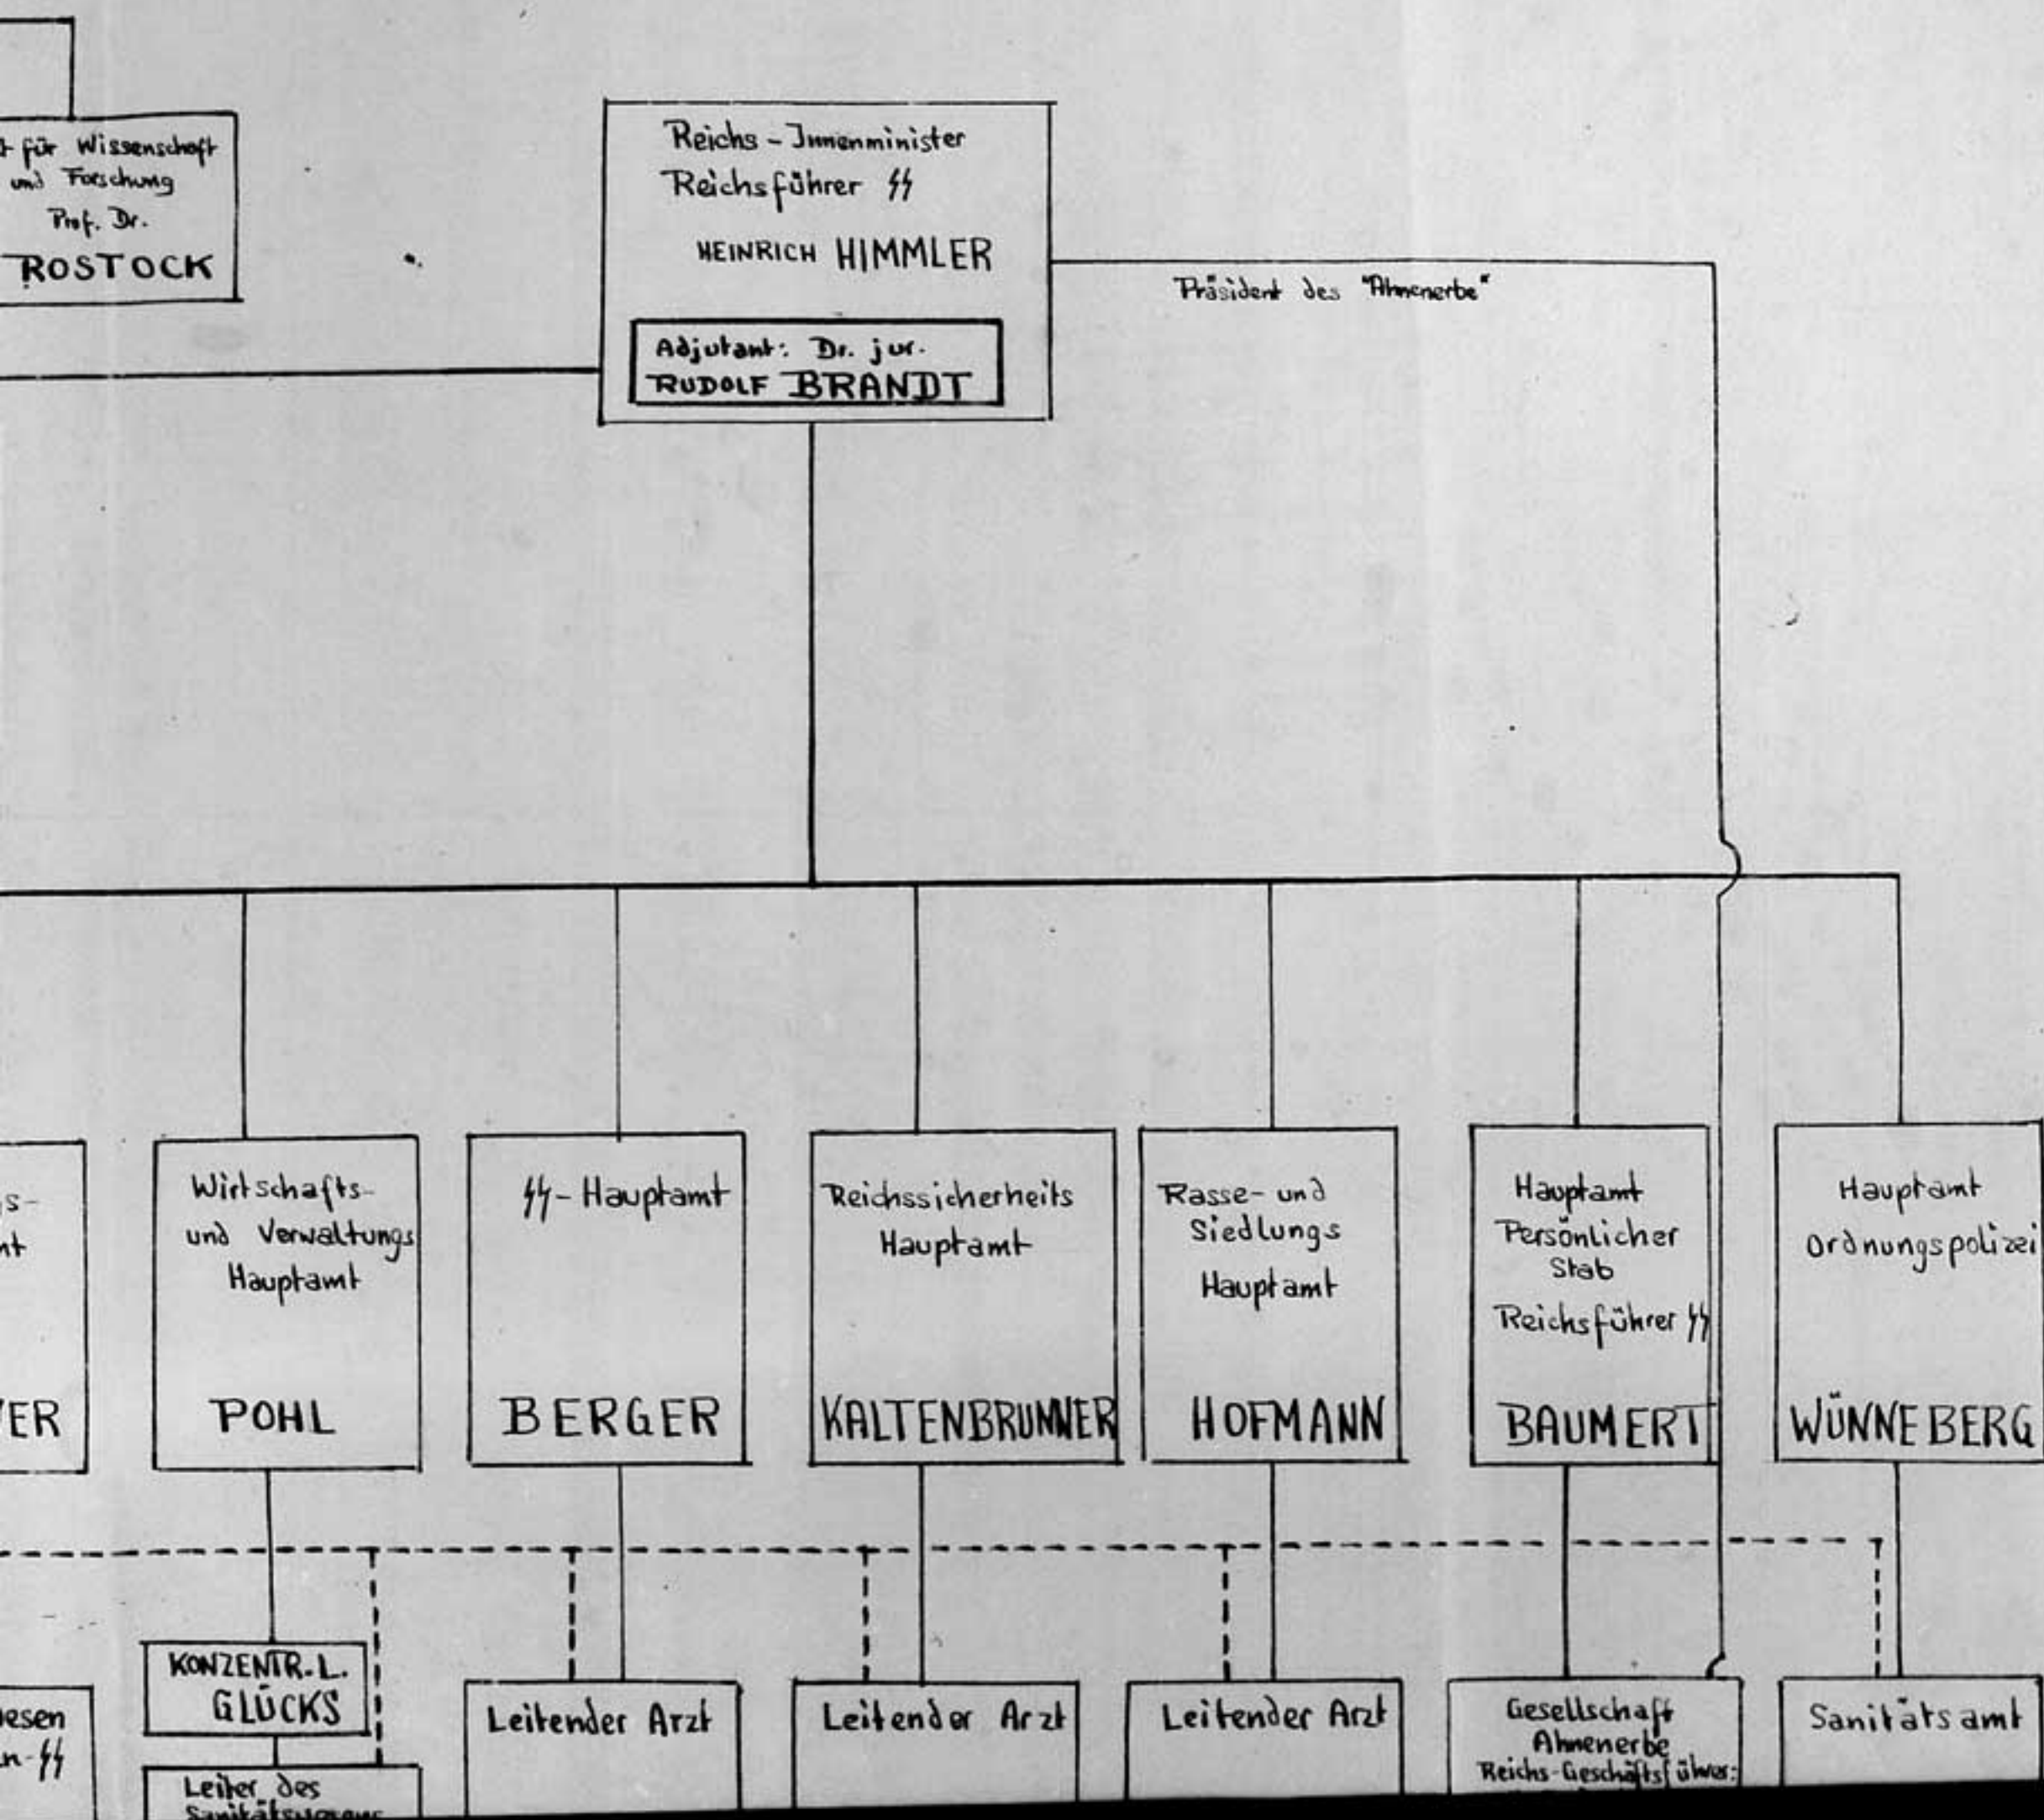 für Wissenschaft
und Forschung
Prof. Dr.
ROSTOCK
Reichs-Innenminister
Reichsführer SS
HEINRICH HIMMLER
Adjutant: Dr. jur.
RUDOLF BRANDT
Präsident des "Ahnenerbe"
Wirtschafts-
und Verwaltungs
Hauptamt
POHL
SS-Hauptamt
BERGER
Reichssicherheits
Hauptamt
KALTENBRUNNER
Rasse- und
Siedlungs
Hauptamt
HOFMANN
Hauptamt
Persönlicher
Stab
Reichsführer SS
BAUMERT
Hauptamt
Ordnungspolizei
WÜNNEBERG
KONZENTR.-L.
GLÜCKS
Leiter des
Leitender Arzt
Leitender Arzt
Leitender Arzt
Gesellschaft
Ahnenerbe
Reichs-Geschäftsführer:
Sanitätsamt